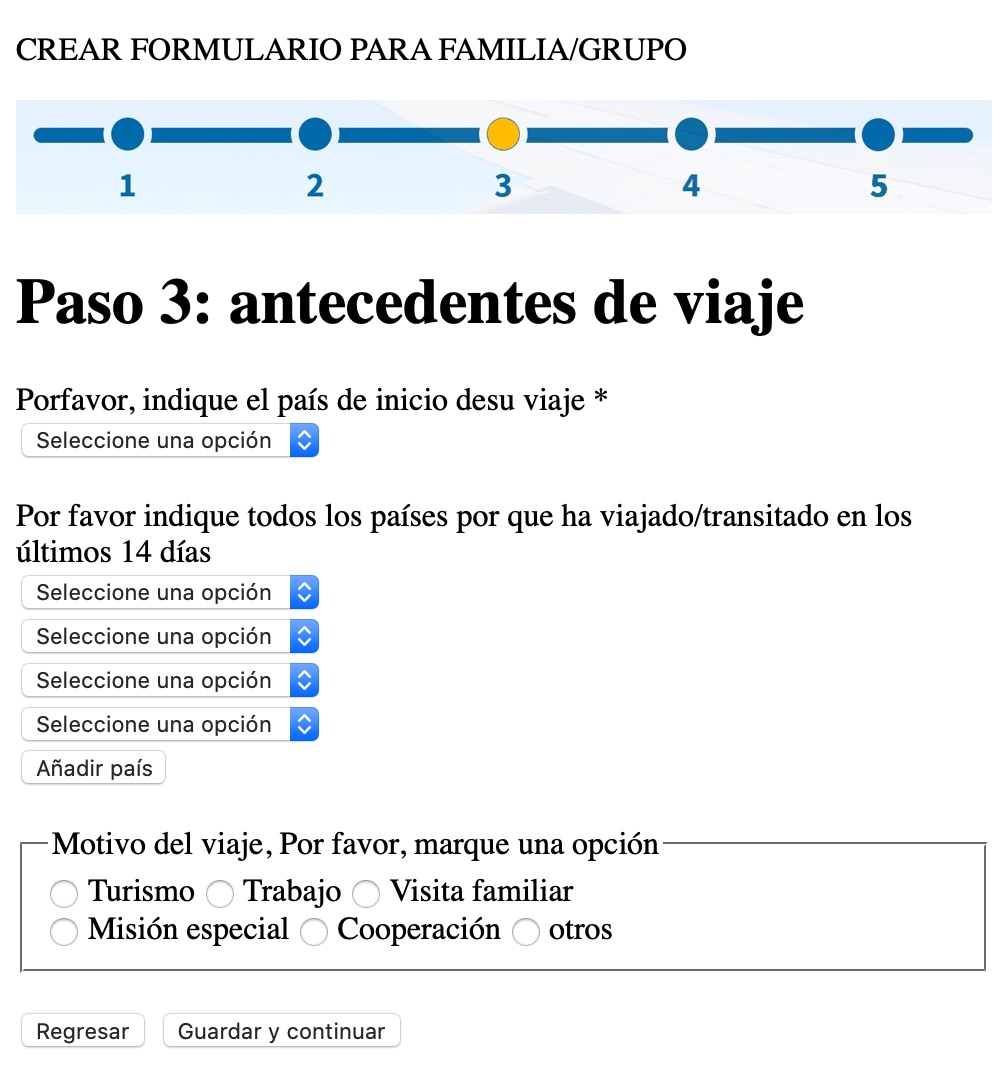 CREAR FORMULARIO PARA FAMILIA/GRUPO
1 2 3 4 5
Paso 3: antecedentes de viaje
Porfavor, indique el país de inicio desu viaje *
Seleccione una opción
Por favor indique todos los países por que ha viajado/transitado en los
últimos 14 días
Seleccione una opción
Seleccione una opción
Seleccione una opción
Seleccione una opción
Añadir país
Motivo del viaje, Por favor, marque una opción
Turismo Trabajo Visita familiar
Misión especial Cooperación otros
Regresar Guardar y continuar